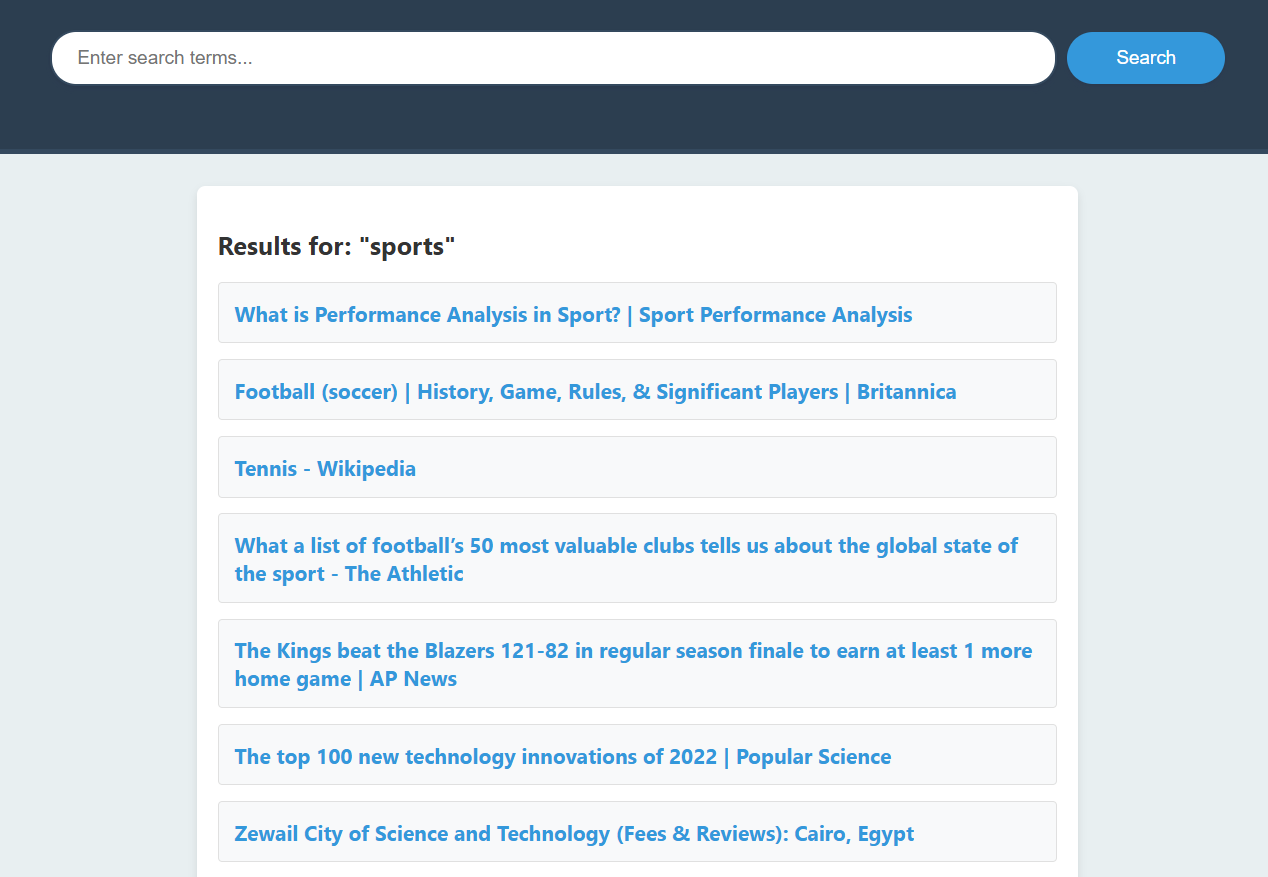 Enter search terms...
Search
Results for: "sports"
What is Performance Analysis in Sport? | Sport Performance Analysis
Football (soccer) | History, Game, Rules, & Significant Players | Britannica
Tennis - Wikipedia
What a list of football’s 50 most valuable clubs tells us about the global state of
the sport - The Athletic
The Kings beat the Blazers 121-82 in regular season finale to earn at least 1 more
home game | AP News
The top 100 new technology innovations of 2022 | Popular Science
Zewail City of Science and Technology (Fees & Reviews): Cairo, Egypt